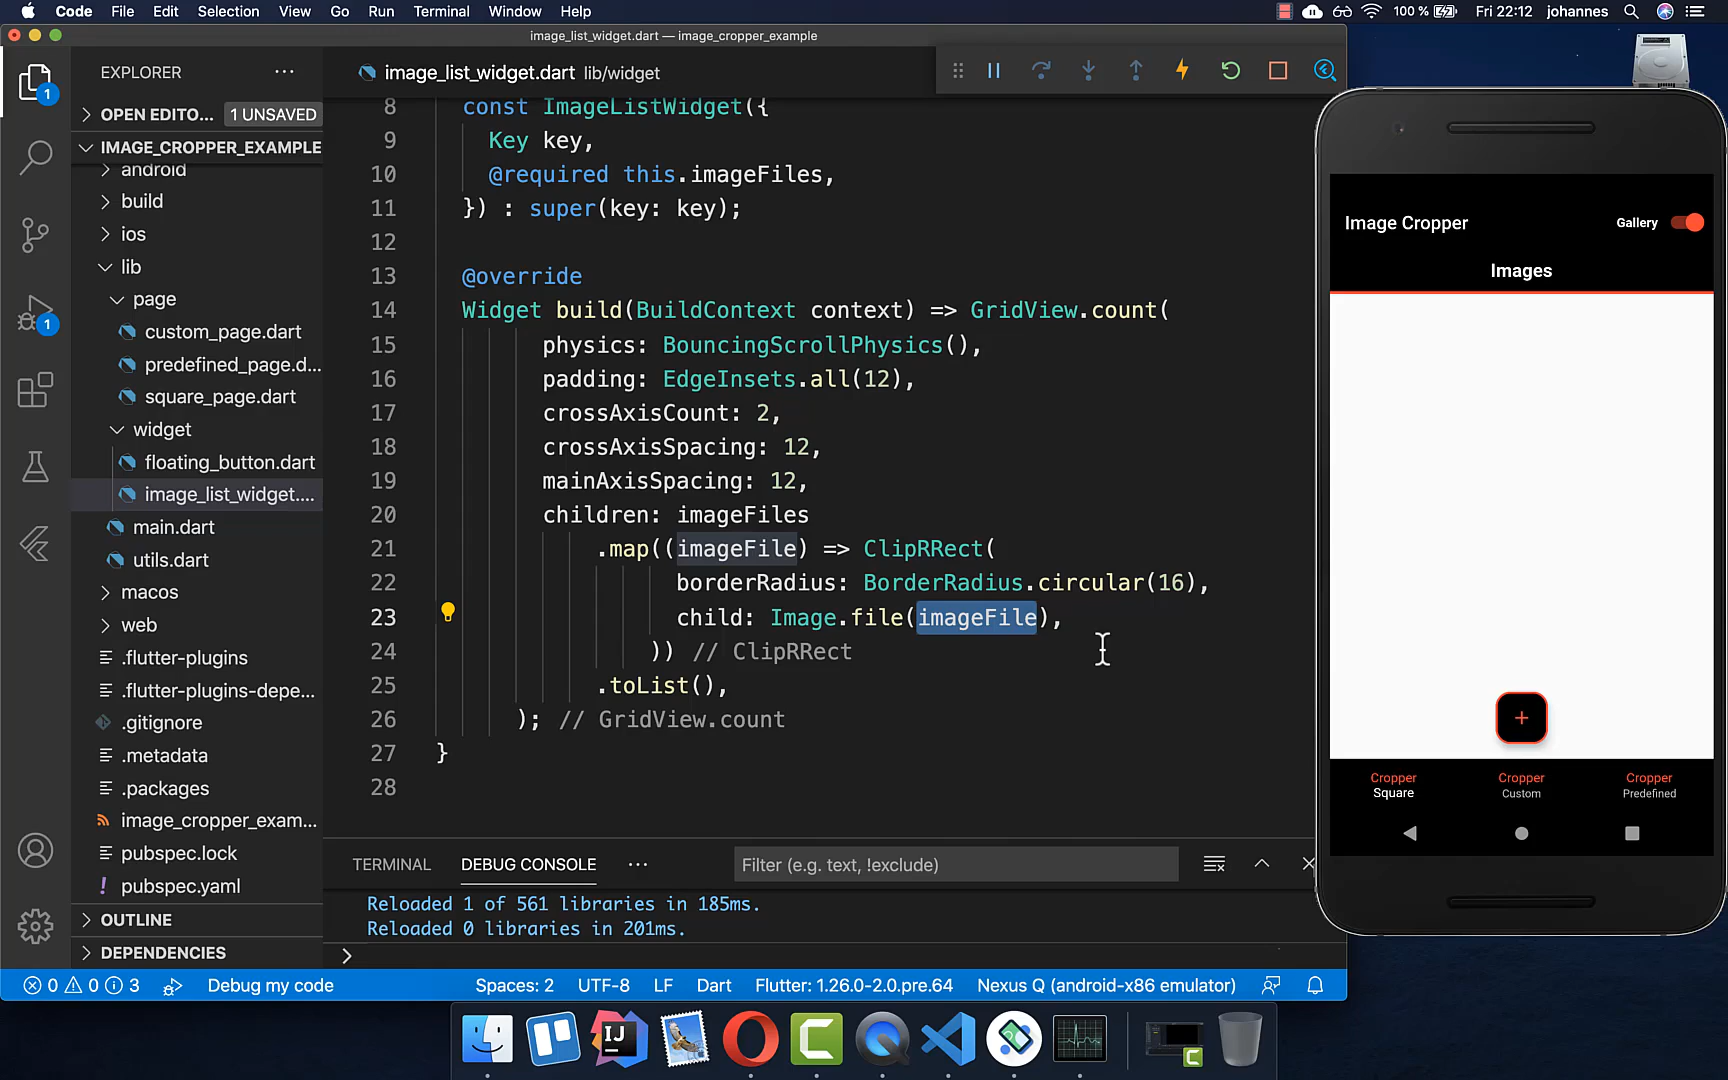 Code File Edit Selection View Go Run Terminal Window Help 100 % Fri 22:12 johannes
image_list_widget.dart — image_cropper_example
EXPLORER
OPEN EDITO... 1 UNSAVED
IMAGE_CROPPER_EXAMPLE
android
build
ios
lib
page
custom_page.dart
predefined_page.d...
square_page.dart
widget
floating_button.dart
image_list_widget....
main.dart
utils.dart
macos
web
.flutter-plugins
.flutter-plugins-depe...
.gitignore
.metadata
.packages
image_cropper_exam...
pubspec.lock
pubspec.yaml
OUTLINE
DEPENDENCIES
1
1
image_list_widget.dart lib/widget
8 const ImageListWidget({
9 Key key,
10 @required this.imageFiles,
11 }) : super(key: key);
12
13 @override
14 Widget build(BuildContext context) => GridView.count(
15 physics: BouncingScrollPhysics(),
16 padding: EdgeInsets.all(12),
17 crossAxisCount: 2,
18 crossAxisSpacing: 12,
19 mainAxisSpacing: 12,
20 children: imageFiles
21 .map((imageFile) => ClipRRect(
22 borderRadius: BorderRadius.circular(16),
23 child: Image.file(imageFile),
24 )) // ClipRRect
25 .toList(),
26 ); // GridView.count
27 }
28
TERMINAL DEBUG CONSOLE Filter (e.g. text, !exclude)
Reloaded 1 of 561 libraries in 185ms.
Reloaded 0 libraries in 201ms.
0 0 3 Debug my code Spaces: 2 UTF-8 LF Dart Flutter: 1.26.0-2.0.pre.64 Nexus Q (android-x86 emulator)
Image Cropper Gallery
Images
+
Cropper Cropper Cropper
Square Custom Predefined
IJ